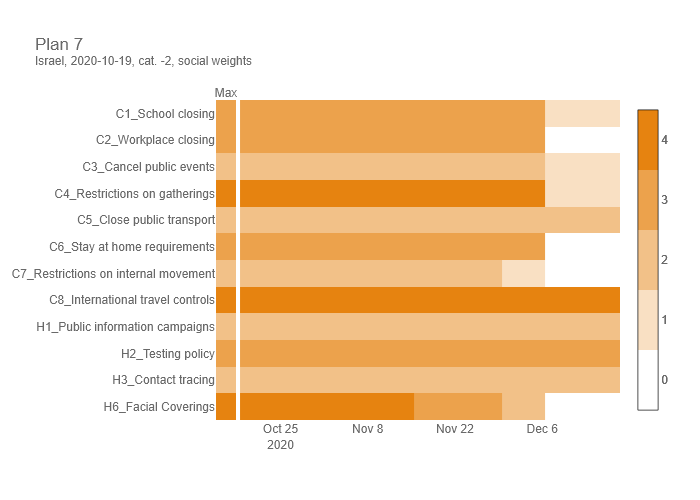 Plan 7
Israel, 2020-10-19, cat. -2, social weights
Max
C1_School closing
C2_Workplace closing
C3_Cancel public events
C4_Restrictions on gatherings
C5_Close public transport
C6_Stay at home requirements
C7_Restrictions on internal movement
C8_International travel controls
H1_Public information campaigns
H2_Testing policy
H3_Contact tracing
H6_Facial Coverings
Oct 25 Nov 8 Nov 22 Dec 6
2020
4
3
2
1
0